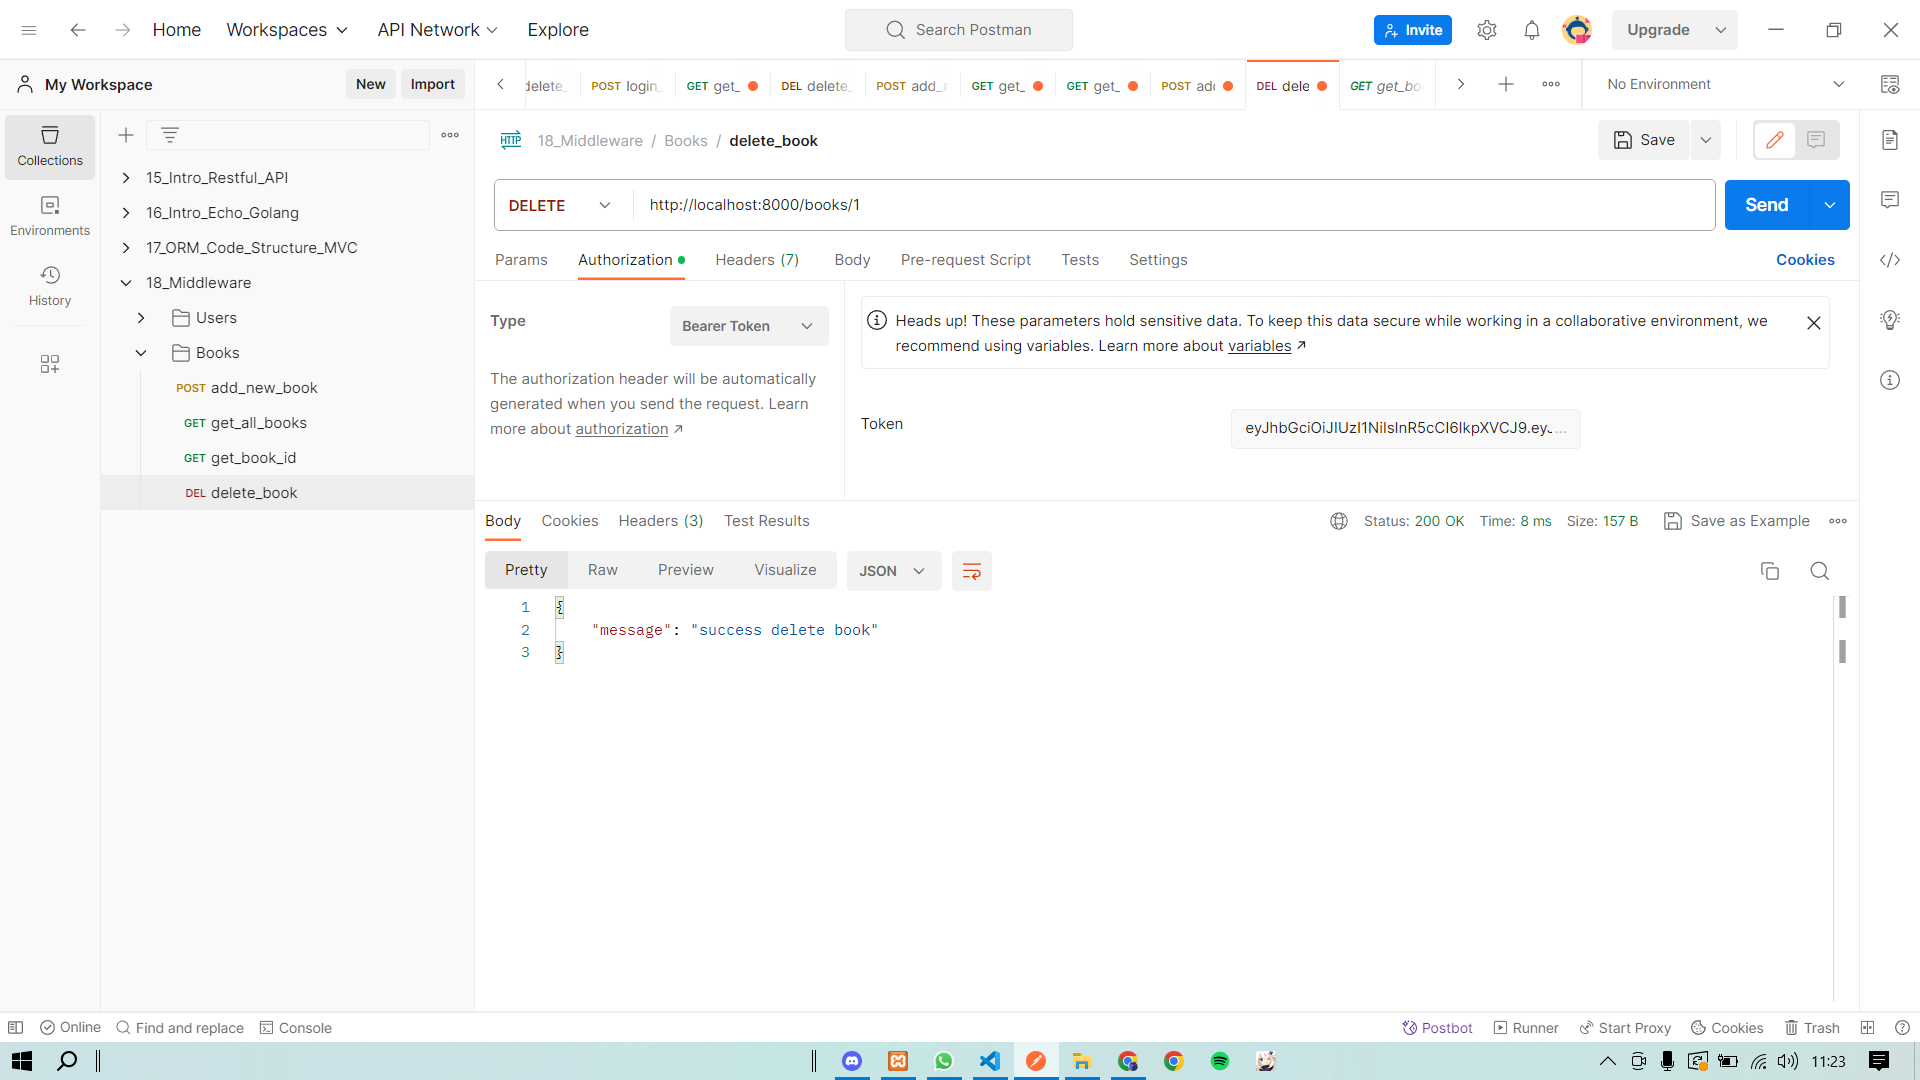 Home Workspaces API Network Explore Search Postman Invite Upgrade
My Workspace New Import
delete_ POST login_ GET get_ DEL delete_ POST add_r GET get_ GET get_ POST adc DEL dele GET get_bo No Environment
Collections
Environments
History
15_Intro_Restful_API
16_Intro_Echo_Golang
17_ORM_Code_Structure_MVC
18_Middleware
Users
Books
POST add_new_book
GET get_all_books
GET get_book_id
DEL delete_book
HTTP 18_Middleware / Books / delete_book Save
DELETE http://localhost:8000/books/1 Send
Params Authorization Headers (7) Body Pre-request Script Tests Settings Cookies
Type Bearer Token
The authorization header will be automatically
generated when you send the request. Learn
more about authorization ↗
Heads up! These parameters hold sensitive data. To keep this data secure while working in a collaborative environment, we
recommend using variables. Learn more about variables ↗
Token
Body Cookies Headers (3) Test Results Status: 200 OK Time: 8 ms Size: 157 B Save as Example
Pretty Raw Preview Visualize JSON
1 {
2 "message": "success delete book"
3 }
Online Find and replace Console Postbot Runner Start Proxy Cookies Trash
11:23